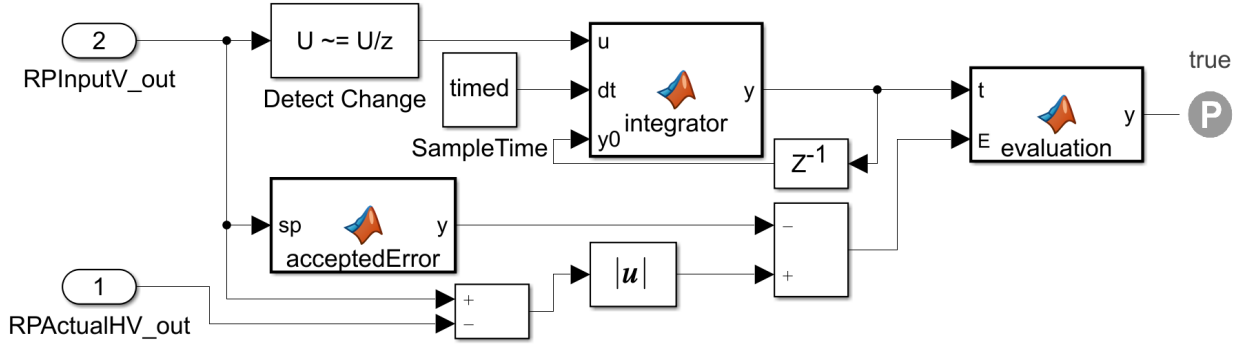 2
RPInputV_out
U ~= U/z
Detect Change
timed
SampleTime
u
dt
y0
y
integrator
Z-1
t
E
y
evaluation
true
P
sp
y
acceptedError
1
RPActualHV_out
+
−
|u|
−
+